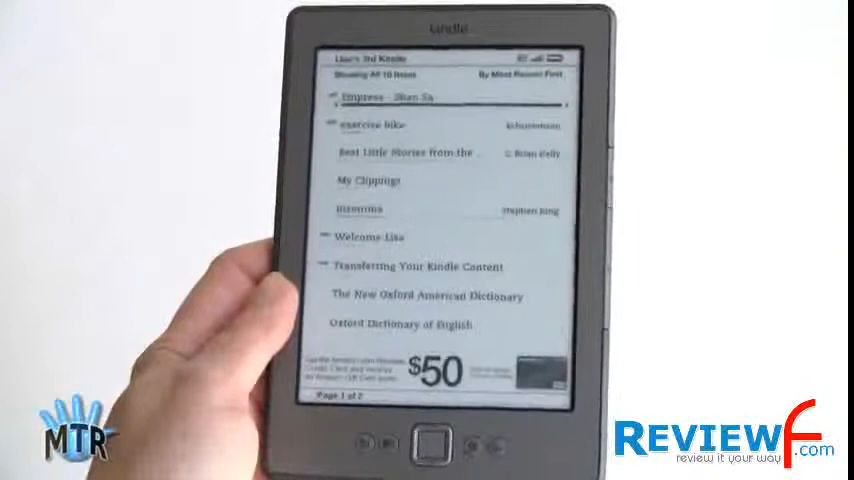 kindle
Lisa's 3rd Kindle
Showing All 10 Items By Most Recent First
Empress - Shan Sa
exercise bike
Best Little Stories from the ... C. Brian Kelly
My Clippings
Insomnia Stephen King
Welcome Lisa
Transferring Your Kindle Content
The New Oxford American Dictionary
Oxford Dictionary of English
$50
Page 1 of 2
MTR
REVIEWF.com
review it your way